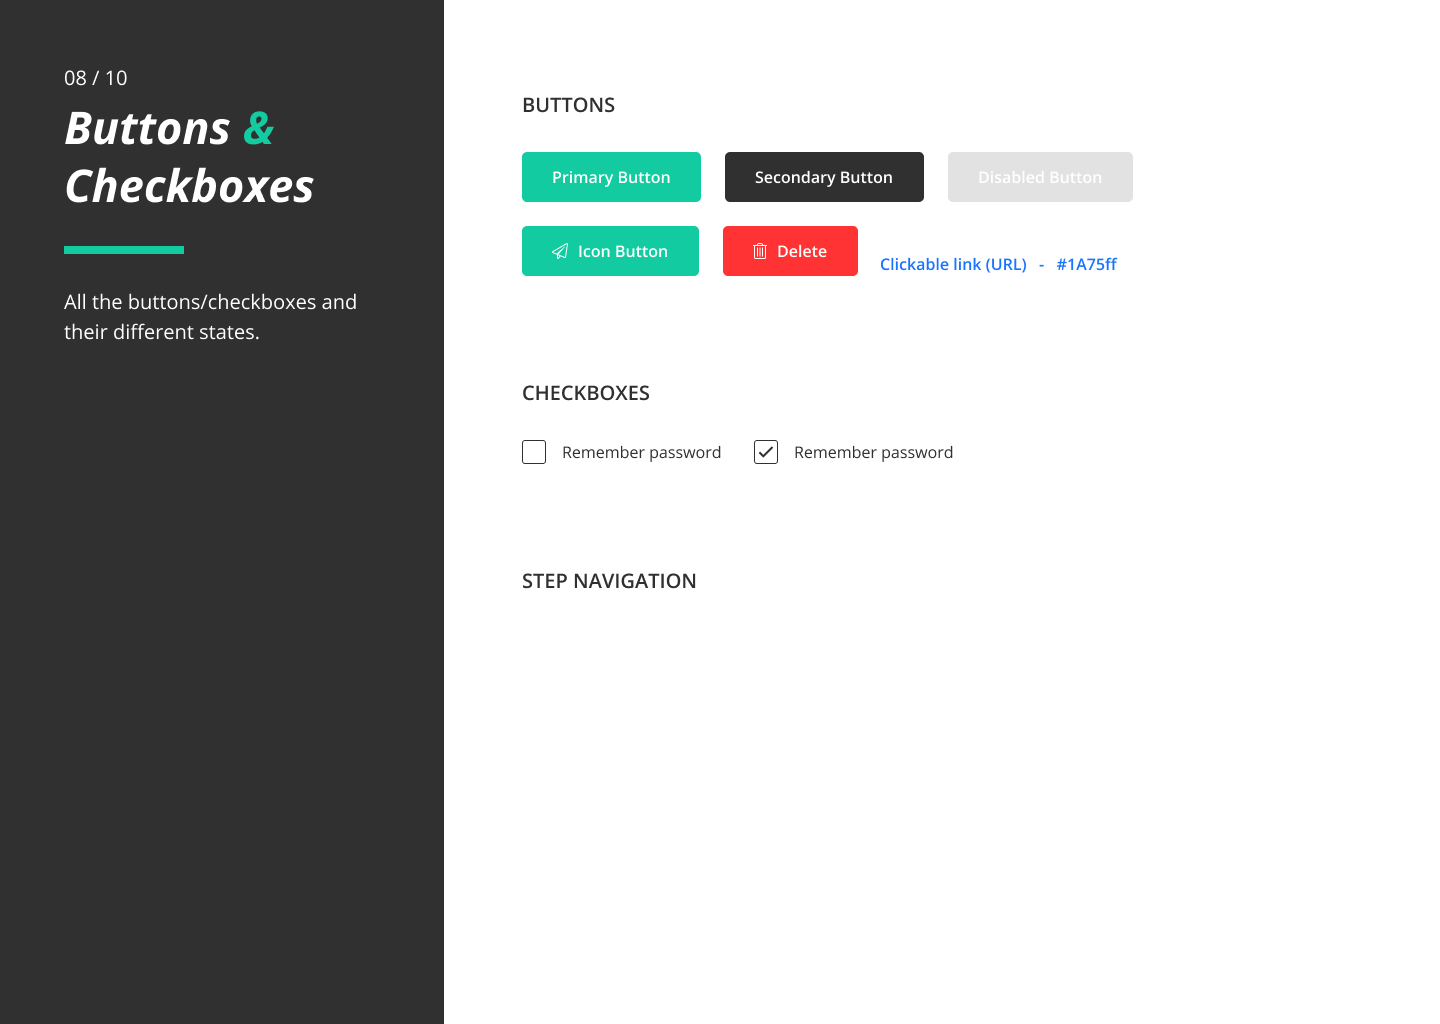 08 / 10
Buttons &
Checkboxes
All the buttons/checkboxes and
their different states.
BUTTONS
Primary Button
Secondary Button
Disabled Button
Icon Button
Delete
Clickable link (URL) - #1A75ff
CHECKBOXES
Remember password
Remember password
STEP NAVIGATION